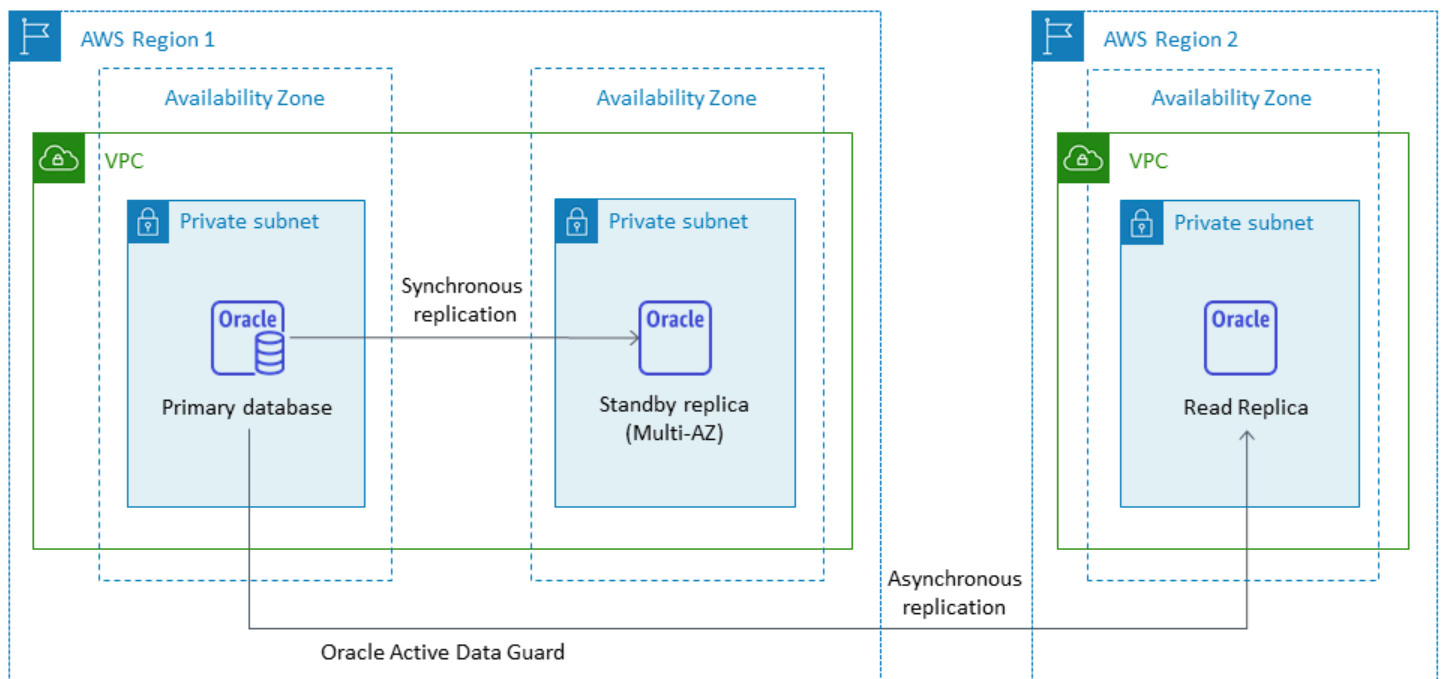 AWS Region 1
AWS Region 2
Availability Zone
Availability Zone
Availability Zone
VPC
VPC
Private subnet
Private subnet
Private subnet
Synchronous
replication
Oracle
Oracle
Oracle
Primary database
Standby replica
(Multi-AZ)
Read Replica
Asynchronous
replication
Oracle Active Data Guard